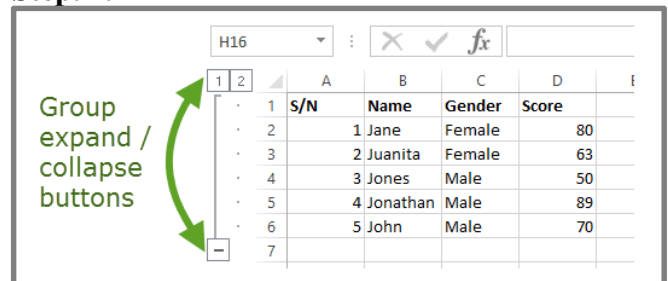 H16 fx
1 2 A B C D
1 S/N Name Gender Score
2 1 Jane Female 80
3 2 Juanita Female 63
4 3 Jones Male 50
5 4 Jonathan Male 89
6 5 John Male 70
7
Group
expand /
collapse
buttons